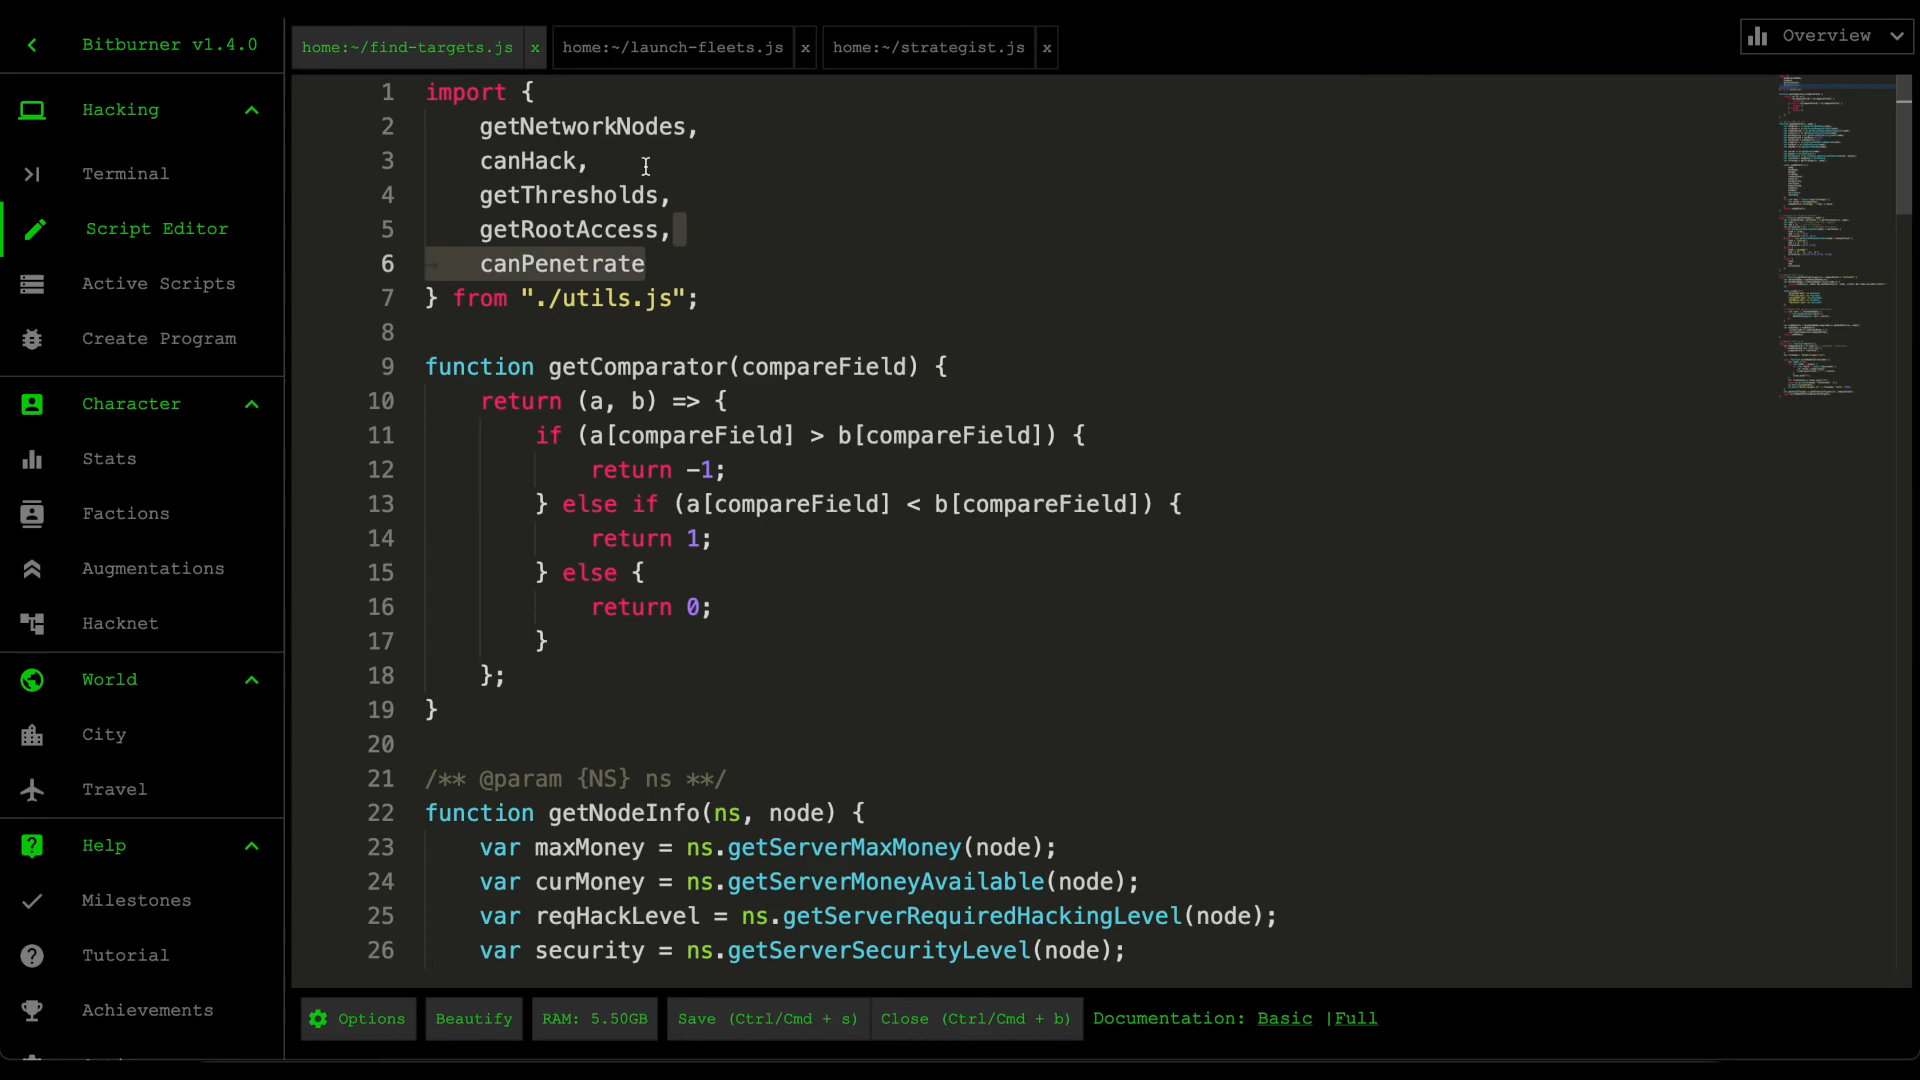 Bitburner v1.4.0
Hacking
Terminal
Script Editor
Active Scripts
Create Program
Character
Stats
Factions
Augmentations
Hacknet
World
City
Travel
Help
Milestones
Tutorial
Achievements
home:~/find-targets.js x
home:~/launch-fleets.js x
home:~/strategist.js x
Overview
1 import {
2 getNetworkNodes,
3 canHack,
4 getThresholds,
5 getRootAccess,
6 canPenetrate
7 } from "./utils.js";
8
9 function getComparator(compareField) {
10 return (a, b) => {
11 if (a[compareField] > b[compareField]) {
12 return -1;
13 } else if (a[compareField] < b[compareField]) {
14 return 1;
15 } else {
16 return 0;
17 }
18 };
19 }
20
21 /** @param {NS} ns **/
22 function getNodeInfo(ns, node) {
23 var maxMoney = ns.getServerMaxMoney(node);
24 var curMoney = ns.getServerMoneyAvailable(node);
25 var reqHackLevel = ns.getServerRequiredHackingLevel(node);
26 var security = ns.getServerSecurityLevel(node);
Options
Beautify
RAM: 5.50GB
Save (Ctrl/Cmd + s)
Close (Ctrl/Cmd + b)
Documentation: Basic |Full